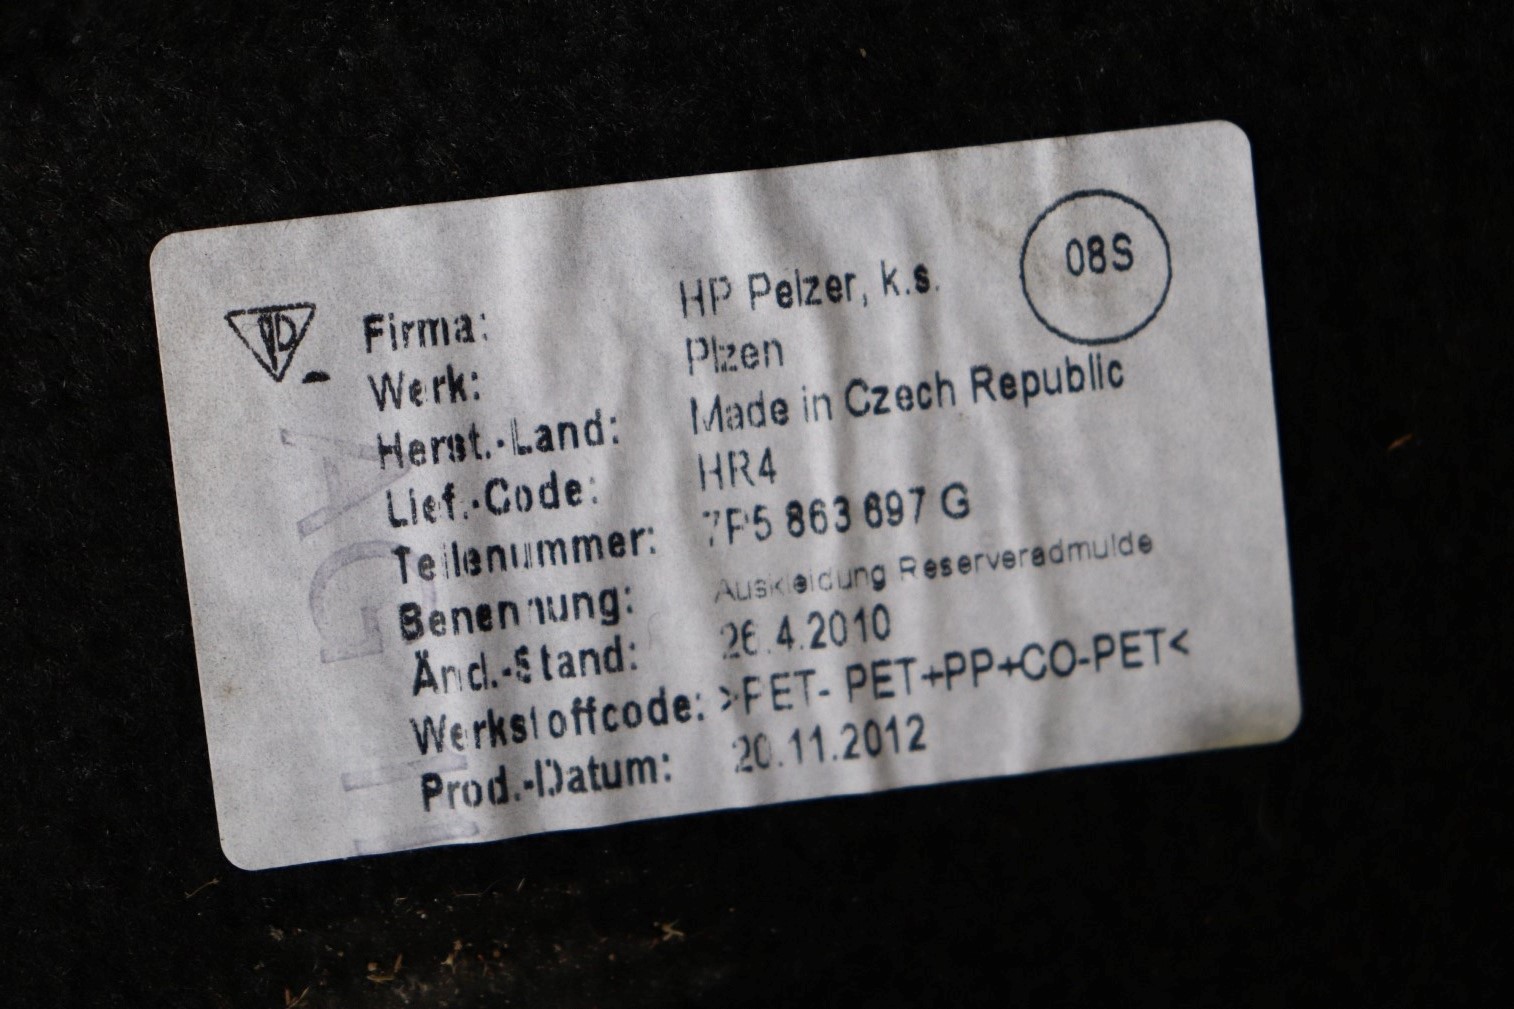 08S
Firma: HP Pelzer, k.s.
Werk: Plzen
Herst.-Land: Made in Czech Republic
Lief.-Code: HR4
Teilenummer: 7P5 863 697 G
Benennung: Auskleidung Reserveradmulde
Änd.-Stand: 26.4.2010
Werkstoffcode: >PET- PET+PP+CO-PET<
Prod.-Datum: 20.11.2012